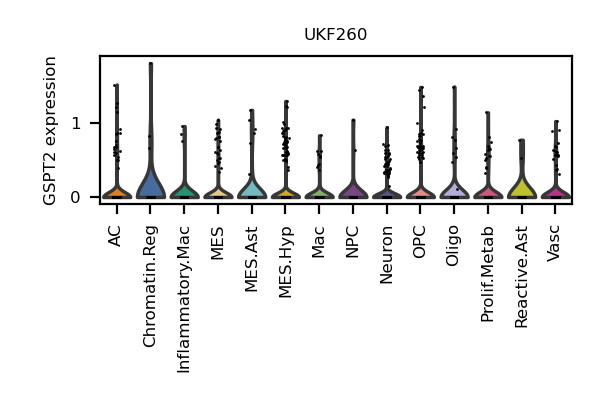 UKF260
GSPT2 expression
1
0
AC
Chromatin.Reg
Inflammatory.Mac
MES
MES.Ast
MES.Hyp
Mac
NPC
Neuron
OPC
Oligo
Prolif.Metab
Reactive.Ast
Vasc